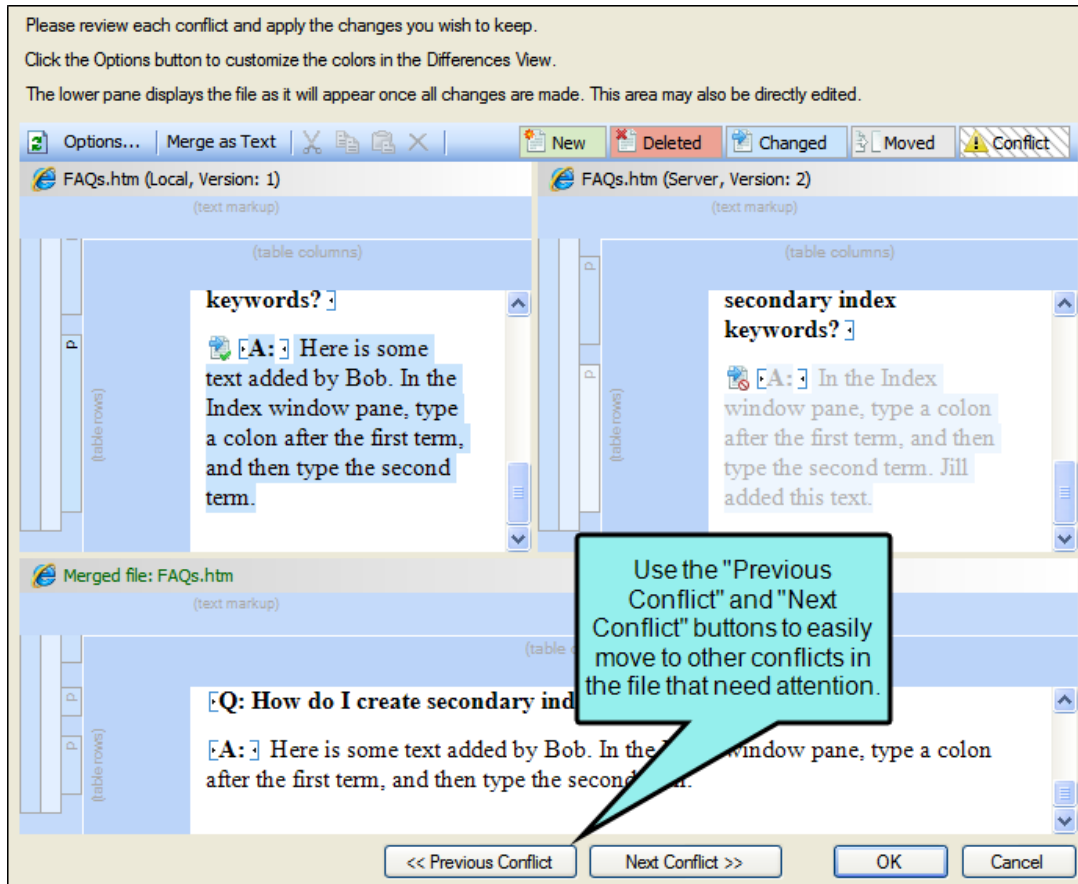 Please review each conflict and apply the changes you wish to keep.
Click the Options button to customize the colors in the Differences View.
The lower pane displays the file as it will appear once all changes are made. This area may also be directly edited.
Options... Merge as Text New Deleted Changed Moved Conflict
FAQs.htm (Local, Version: 1)
(text markup)
(table columns)
P
(table rows)
keywords?
A: Here is some
text added by Bob. In the
Index window pane, type
a colon after the first term,
and then type the second
term.
FAQs.htm (Server, Version: 2)
(text markup)
(table columns)
P
P
(table rows)
secondary index
keywords?
A: In the Index
window pane, type a colon
after the first term, and then
type the second term. Jill
added this text.
Use the "Previous
Conflict" and "Next
Conflict" buttons to easily
move to other conflicts in
the file that need attention.
Merged file: FAQs.htm
(text markup)
(table
P
P
(table rows)
Q: How do I create secondary ind
A: Here is some text added by Bob. In the window pane, type a colon
after the first term, and then type the second
<< Previous Conflict Next Conflict >> OK Cancel